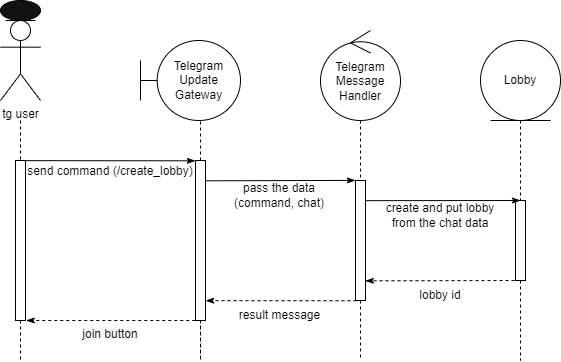 Telegram
Update
Gateway
Telegram
Message
Handler
Lobby
tg user
send command (/create_lobby)
pass the data
(command, chat)
create and put lobby
from the chat data
lobby id
result message
join button